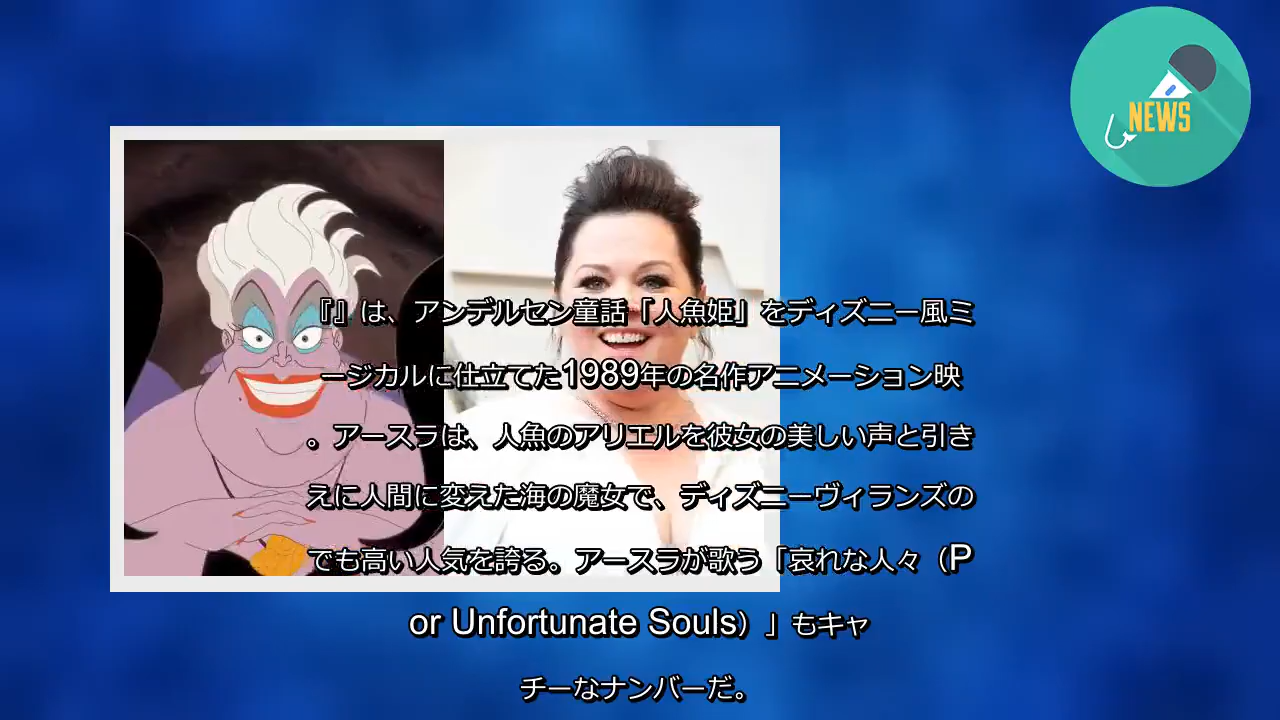 NEWS
『』は、アンデルセン童話「人魚姫」をディズニー風ミ
ージカルに仕立てた1989年の名作アニメーション映
。アースラは、人魚のアリエルを彼女の美しい声と引き
えに人間に変えた海の魔女で、ディズニーヴィランズの
でも高い人気を誇る。アースラが歌う「哀れな人々（P
or Unfortunate Souls）」もキャ
チーなナンバーだ。